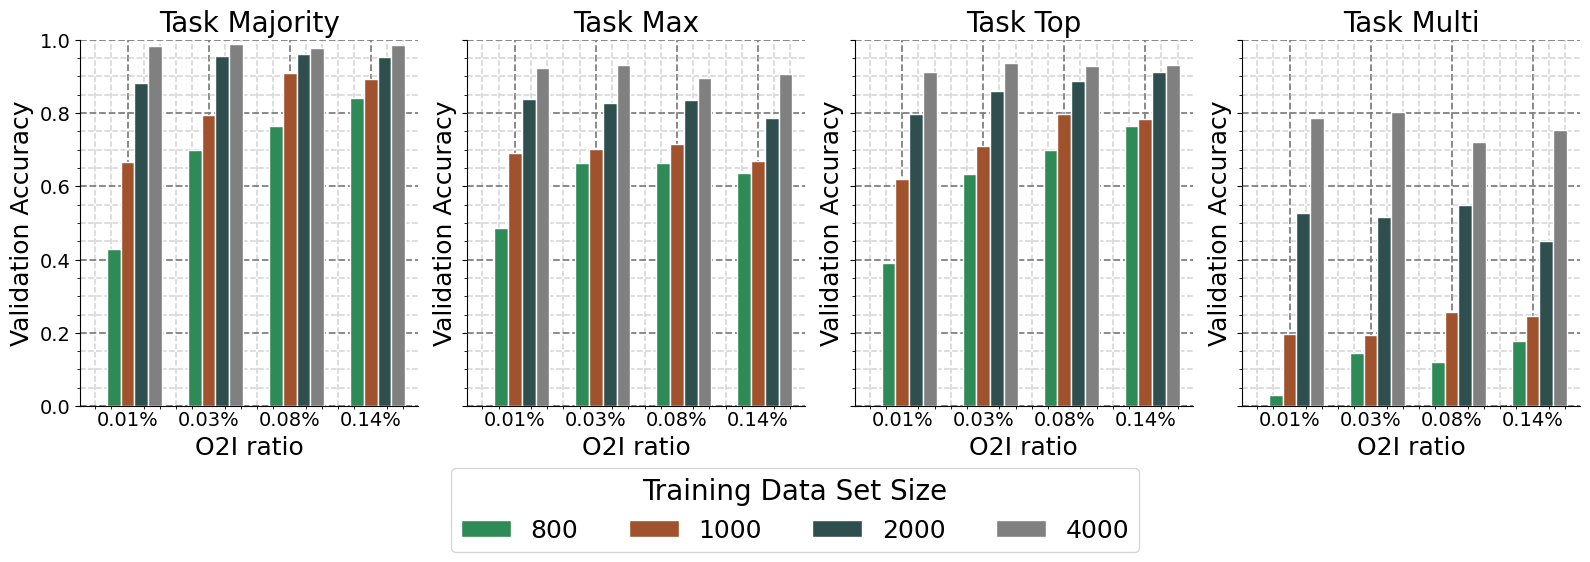 Task Majority Task Max Task Top Task Multi
1.0
0.8
0.6
0.4
0.2
0.0
Validation Accuracy Validation Accuracy Validation Accuracy Validation Accuracy
0.01% 0.03% 0.08% 0.14% 0.01% 0.03% 0.08% 0.14% 0.01% 0.03% 0.08% 0.14% 0.01% 0.03% 0.08% 0.14%
O2I ratio O2I ratio O2I ratio O2I ratio
Training Data Set Size
800 1000 2000 4000